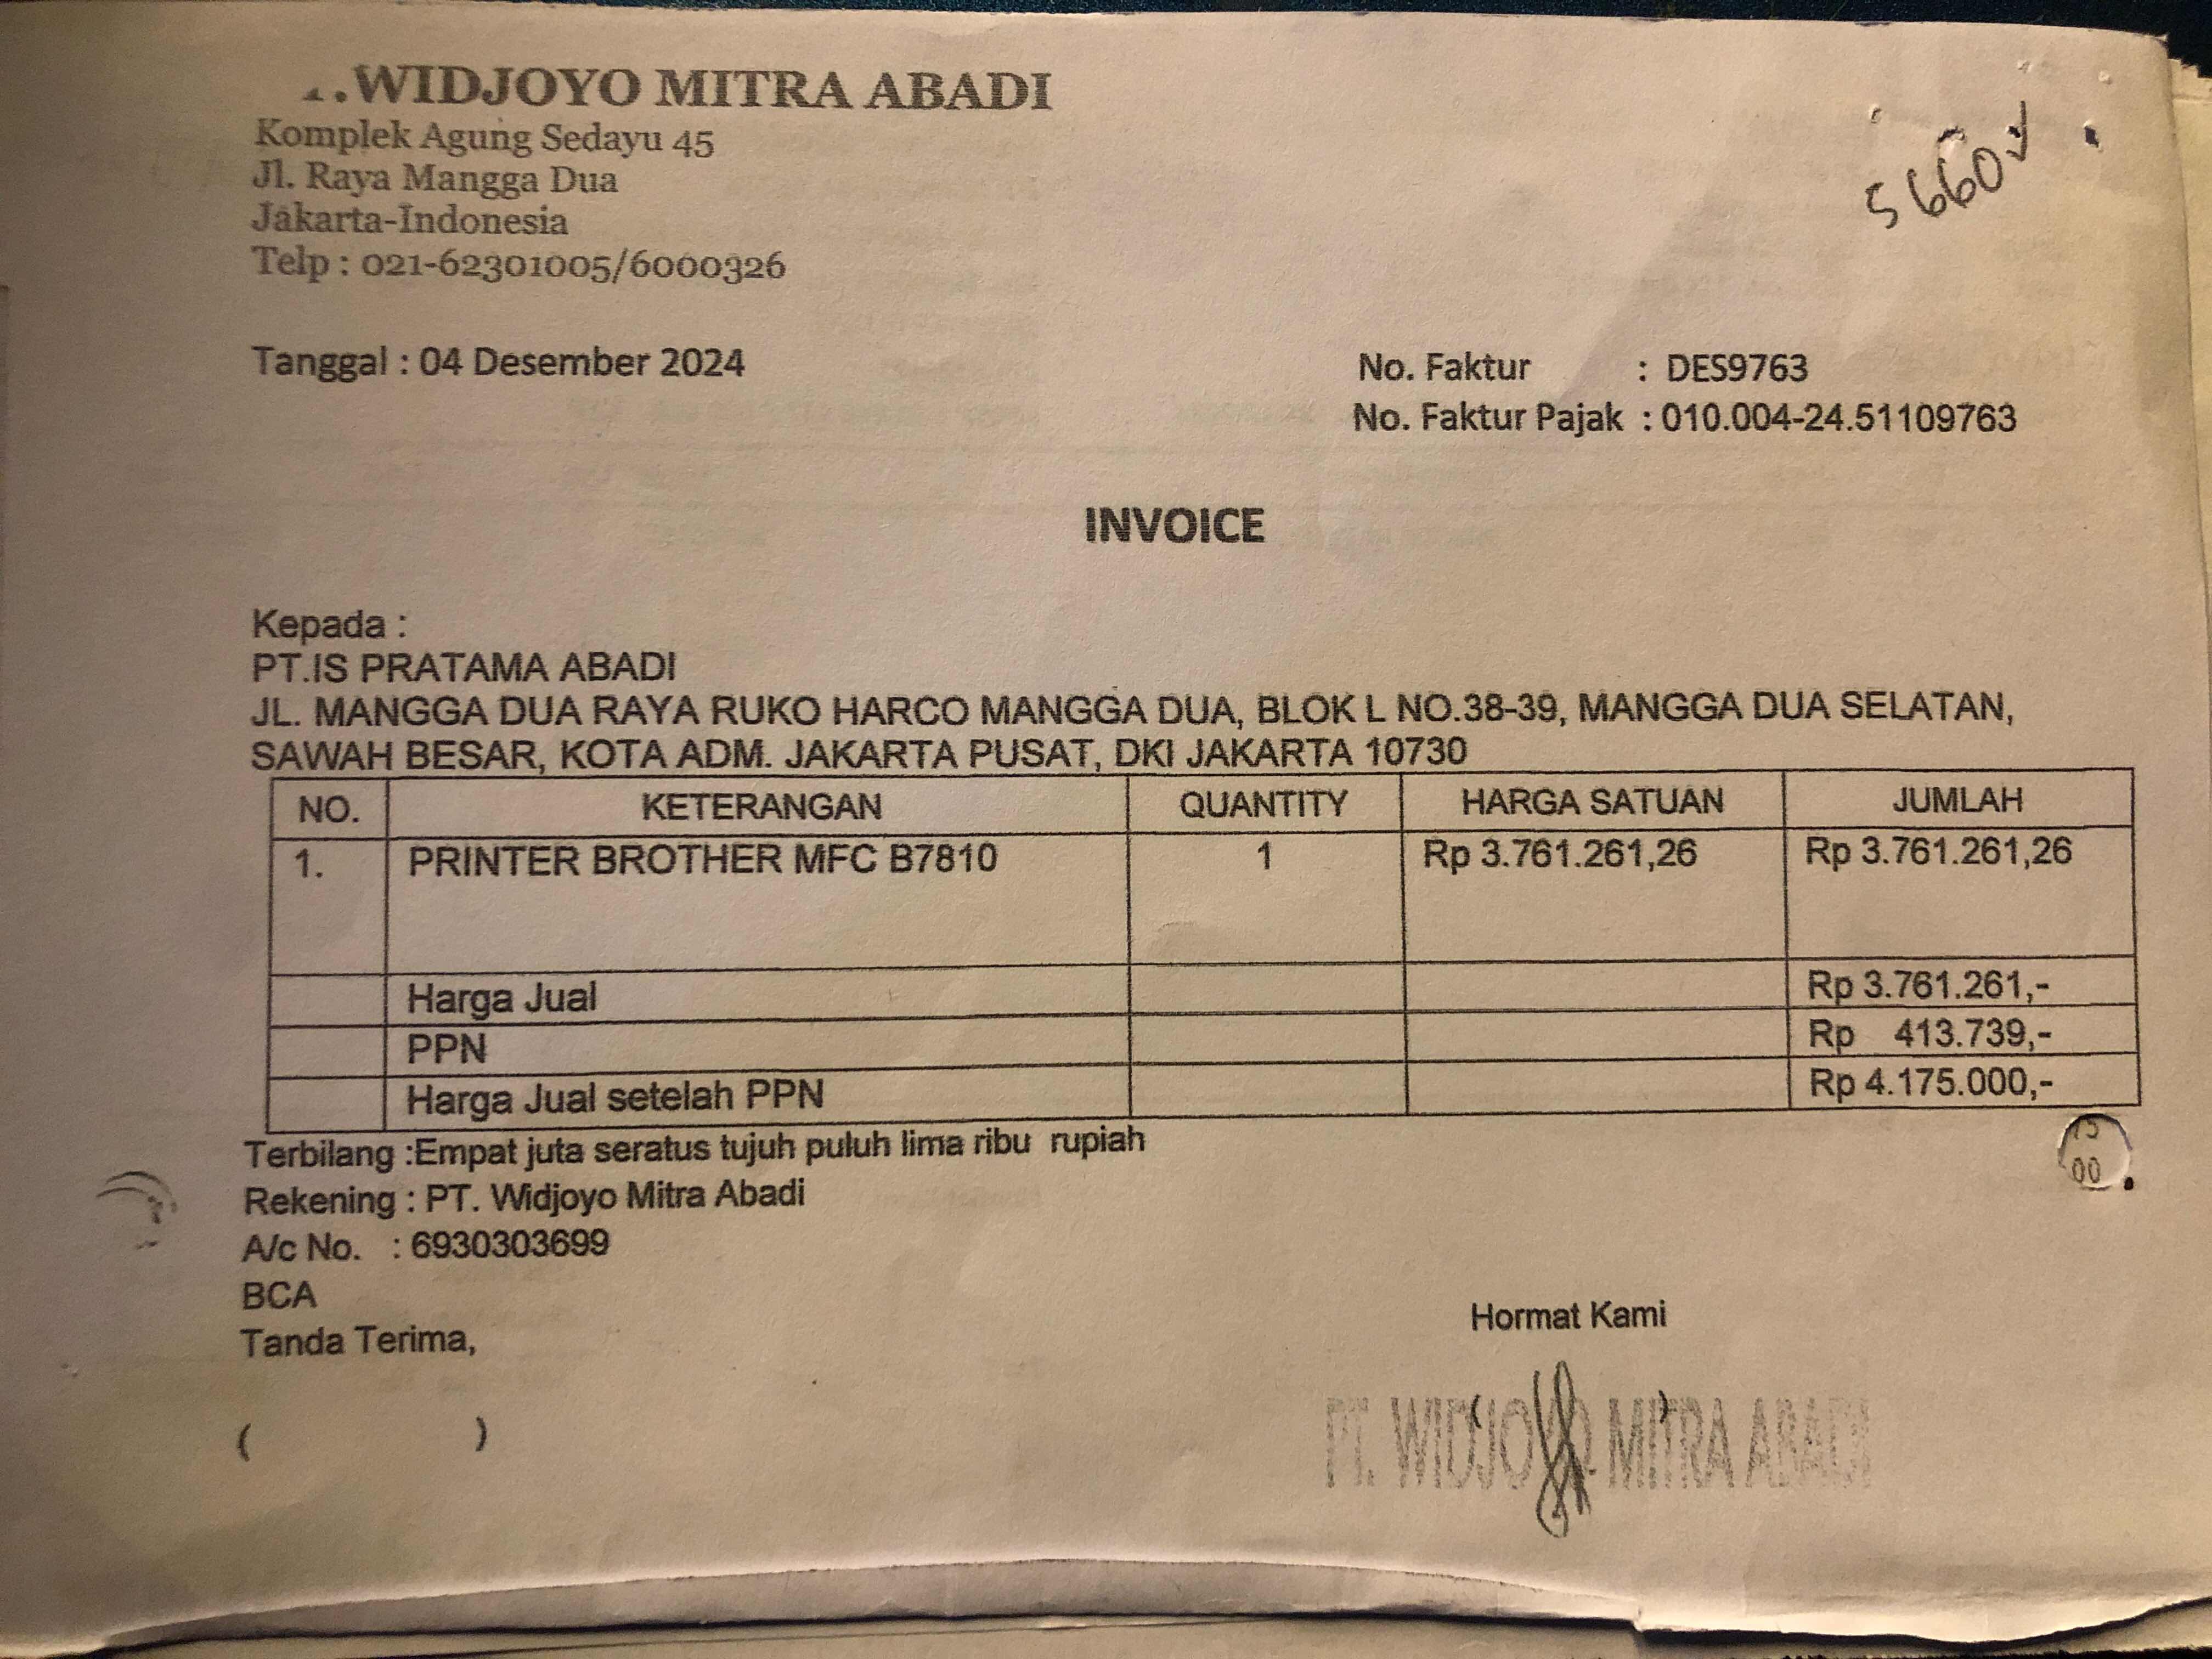 .WIDJOYO MITRA ABADI
Komplek Agung Sedayu 45
Jl. Raya Mangga Dua
Jakarta-Indonesia
Telp : 021-62301005/6000326
5660
Tanggal : 04 Desember 2024
No. Faktur : DES9763
No. Faktur Pajak : 010.004-24.51109763
INVOICE
Kepada :
PT.IS PRATAMA ABADI
JL. MANGGA DUA RAYA RUKO HARCO MANGGA DUA, BLOK L NO.38-39, MANGGA DUA SELATAN,
SAWAH BESAR, KOTA ADM. JAKARTA PUSAT, DKI JAKARTA 10730
NO. KETERANGAN QUANTITY HARGA SATUAN JUMLAH
1. PRINTER BROTHER MFC B7810 1 Rp 3.761.261,26 Rp 3.761.261,26
Harga Jual Rp 3.761.261,-
PPN Rp 413.739,-
Harga Jual setelah PPN Rp 4.175.000,-
Terbilang :Empat juta seratus tujuh puluh lima ribu rupiah
Rekening : PT. Widjoyo Mitra Abadi
A/c No. : 6930303699
BCA
Tanda Terima,
Hormat Kami
( )
( )
PT. WIDJOYO MITRA ABADI